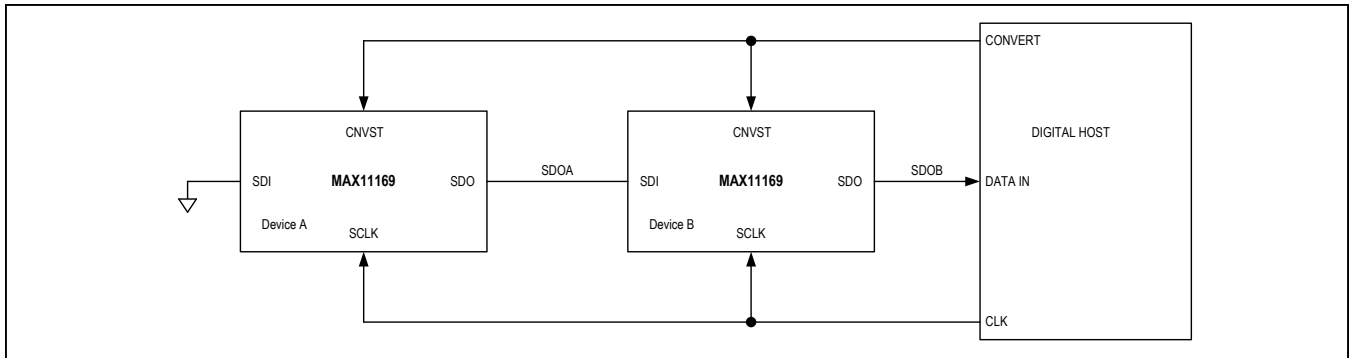 CONVERT
CNVST
CNVST
DIGITAL HOST
SDI
MAX11169
SDO
SDOA
SDI
MAX11169
SDO
SDOB
DATA IN
Device A
SCLK
Device B
SCLK
CLK